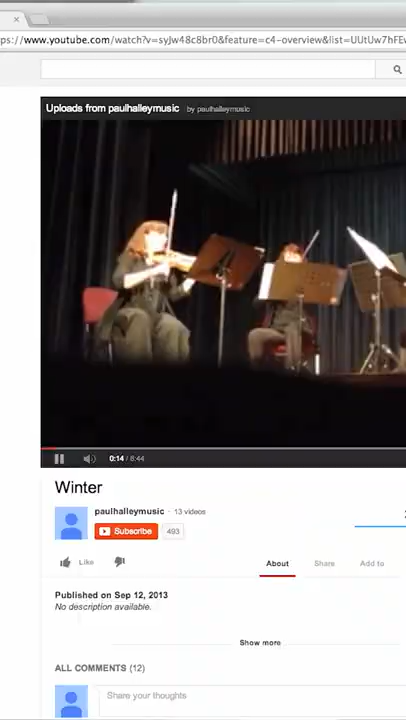 ps://www.youtube.com/watch?v=syJw48c8br0&feature=c4-overview&list=UUtUw7hFEw
Uploads from paulhalleymusic by paulhalleymusic
0:14 / 6:44
Winter
paulhalleymusic · 13 videos
Subscribe 493
Like About Share Add to
Published on Sep 12, 2013
No description available.
Show more
ALL COMMENTS (12)
Share your thoughts